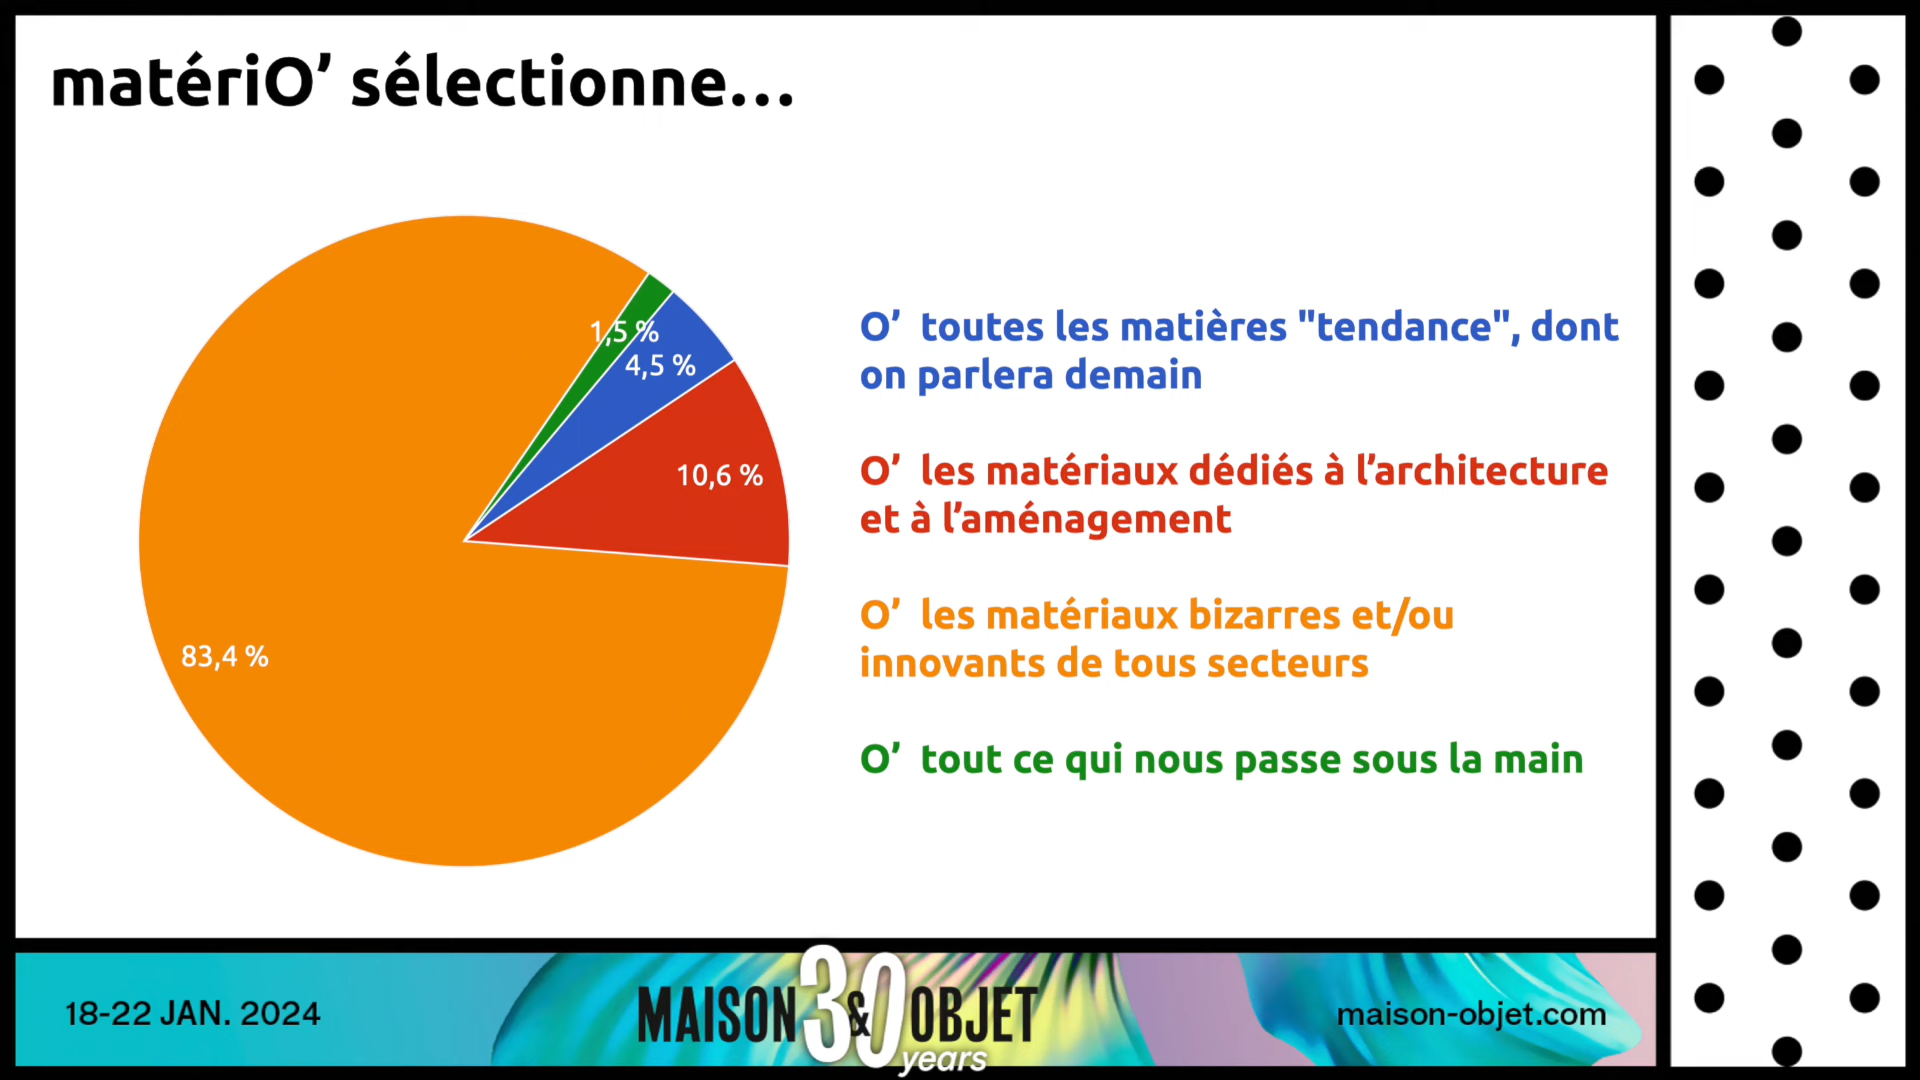 matériO’ sélectionne…
1,5 %
4,5 %
10,6 %
83,4 %
O’ toutes les matières "tendance", dont
on parlera demain
O’ les matériaux dédiés à l’architecture
et à l’aménagement
O’ les matériaux bizarres et/ou
innovants de tous secteurs
O’ tout ce qui nous passe sous la main
18-22 JAN. 2024
MAISON & OBJET
30
years
maison-objet.com